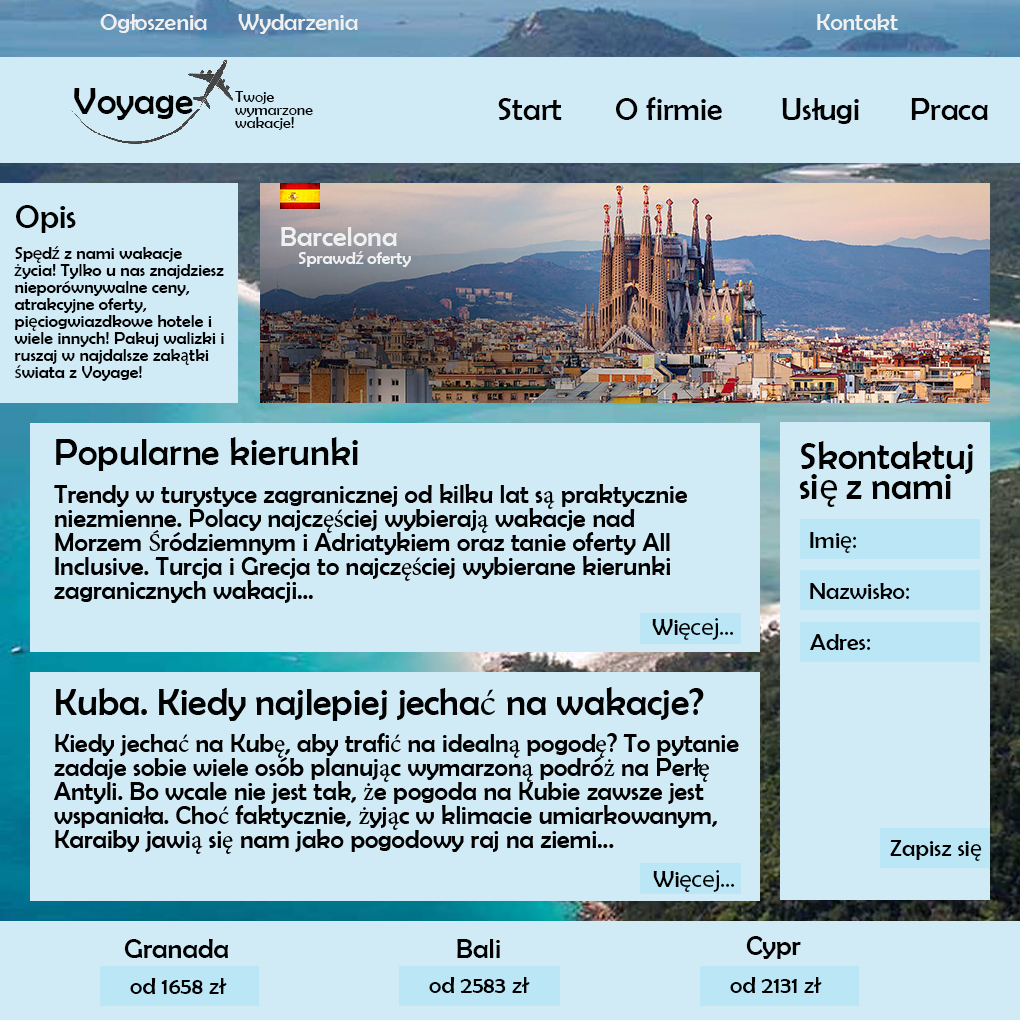 Ogłoszenia Wydarzenia Kontakt
Voyage
Twoje
wymarzone
wakacje!
Start O firmie Usługi Praca
Opis
Spędź z nami wakacje
życia! Tylko u nas znajdziesz
nieporównywalne ceny,
atrakcyjne oferty,
pięciogwiazdkowe hotele i
wiele innych! Pakuj walizki i
ruszaj w najdalsze zakątki
świata z Voyage!
Barcelona
Sprawdź oferty
Popularne kierunki
Trendy w turystyce zagranicznej od kilku lat są praktycznie
niezmienne. Polacy najczęściej wybierają wakacje nad
Morzem Śródziemnym i Adriatykiem oraz tanie oferty All
Inclusive. Turcja i Grecja to najczęściej wybierane kierunki
zagranicznych wakacji...
Więcej...
Kuba. Kiedy najlepiej jechać na wakacje?
Kiedy jechać na Kubę, aby trafić na idealną pogodę? To pytanie
zadaje sobie wiele osób planując wymarzoną podróż na Perłę
Antyli. Bo wcale nie jest tak, że pogoda na Kubie zawsze jest
wspaniała. Choć faktycznie, żyjąc w klimacie umiarkowanym,
Karaiby jawią się nam jako pogodowy raj na ziemi...
Więcej...
Skontaktuj
się z nami
Imię:
Nazwisko:
Adres:
Zapisz się
Granada
od 1658 zł
Bali
od 2583 zł
Cypr
od 2131 zł